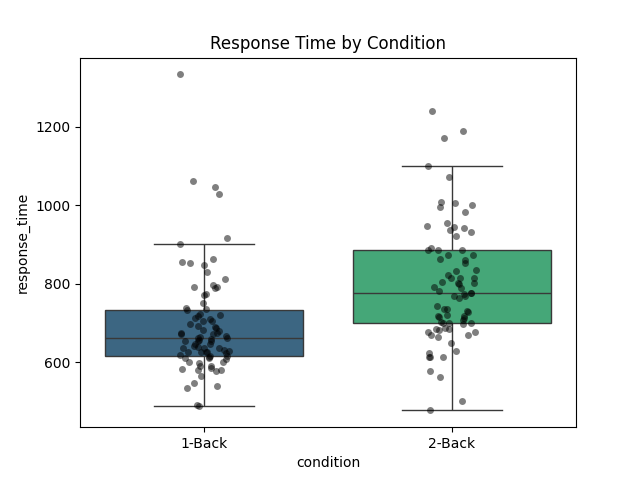 Response Time by Condition
response_time
1200
1000
800
600
1-Back
2-Back
condition